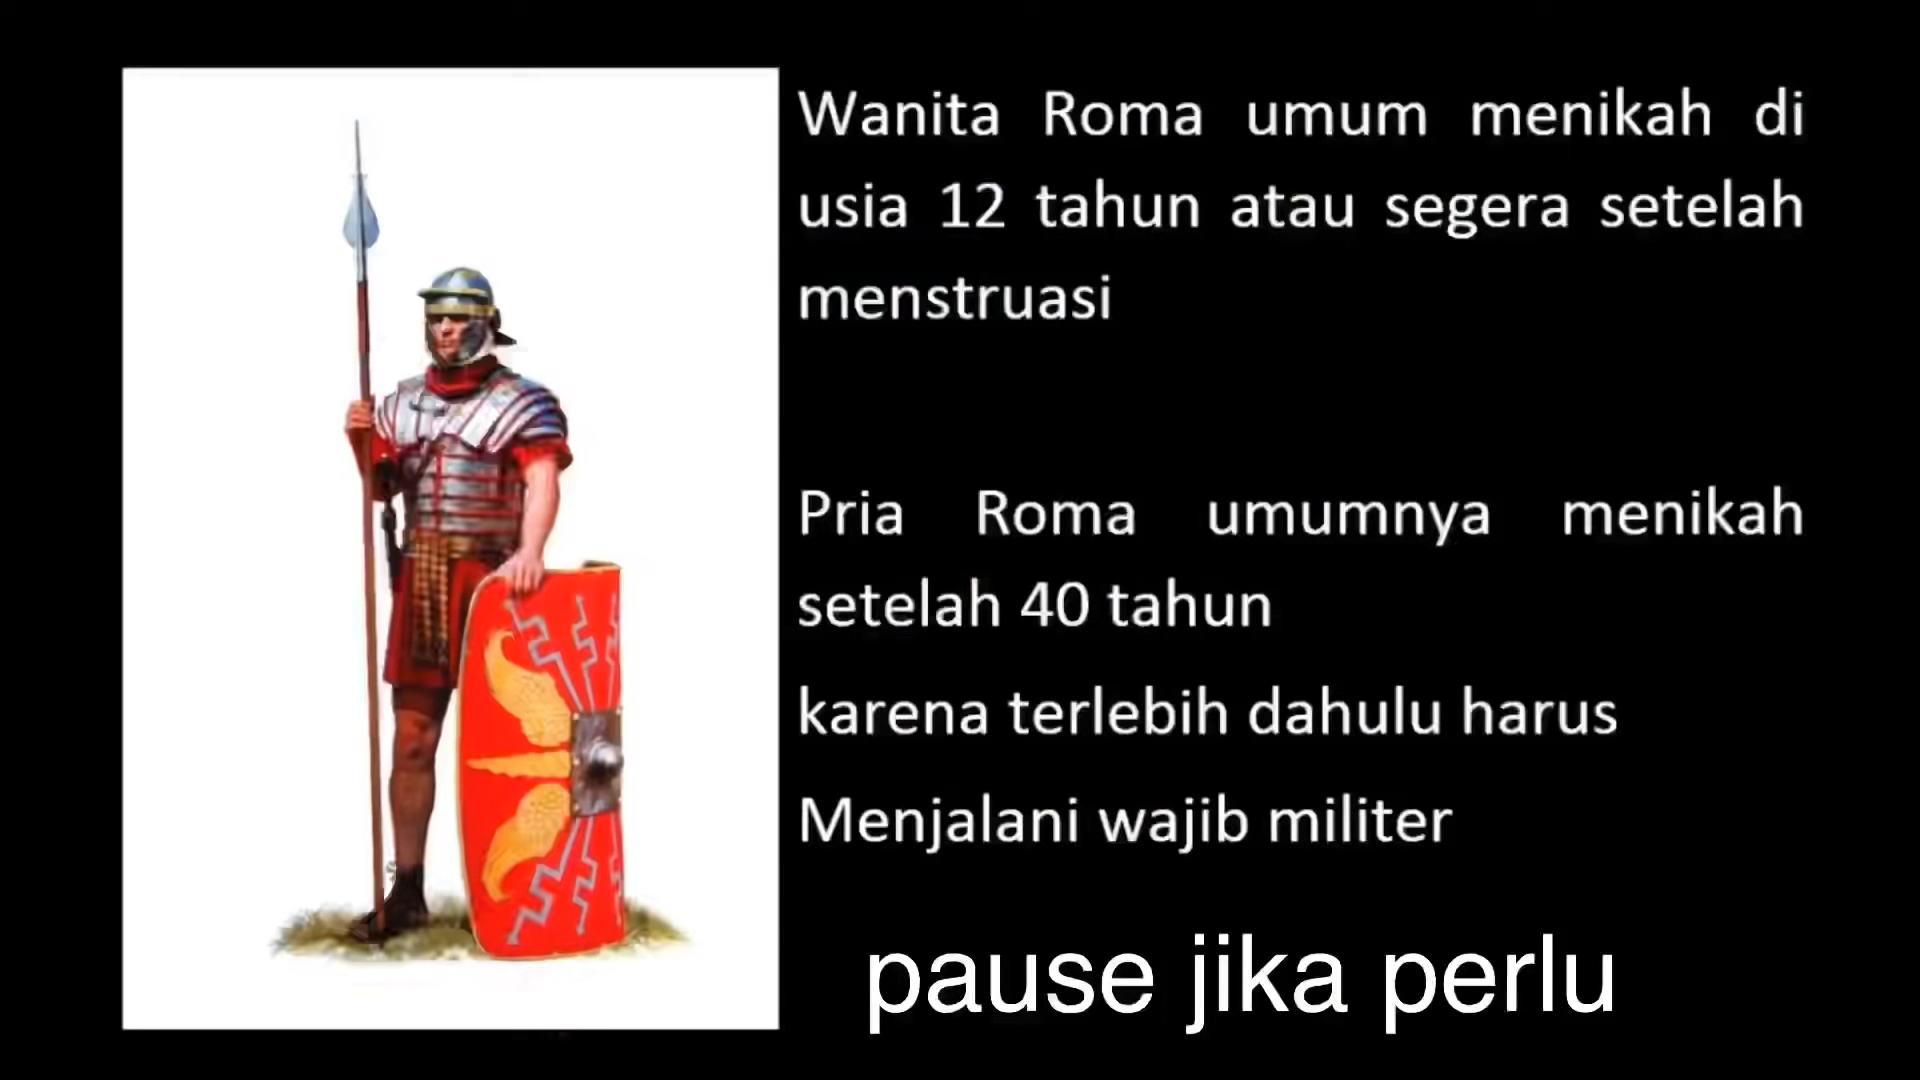 Wanita Roma umum menikah di
usia 12 tahun atau segera setelah
menstruasi
Pria Roma umumnya menikah
setelah 40 tahun
karena terlebih dahulu harus
Menjalani wajib militer
pause jika perlu